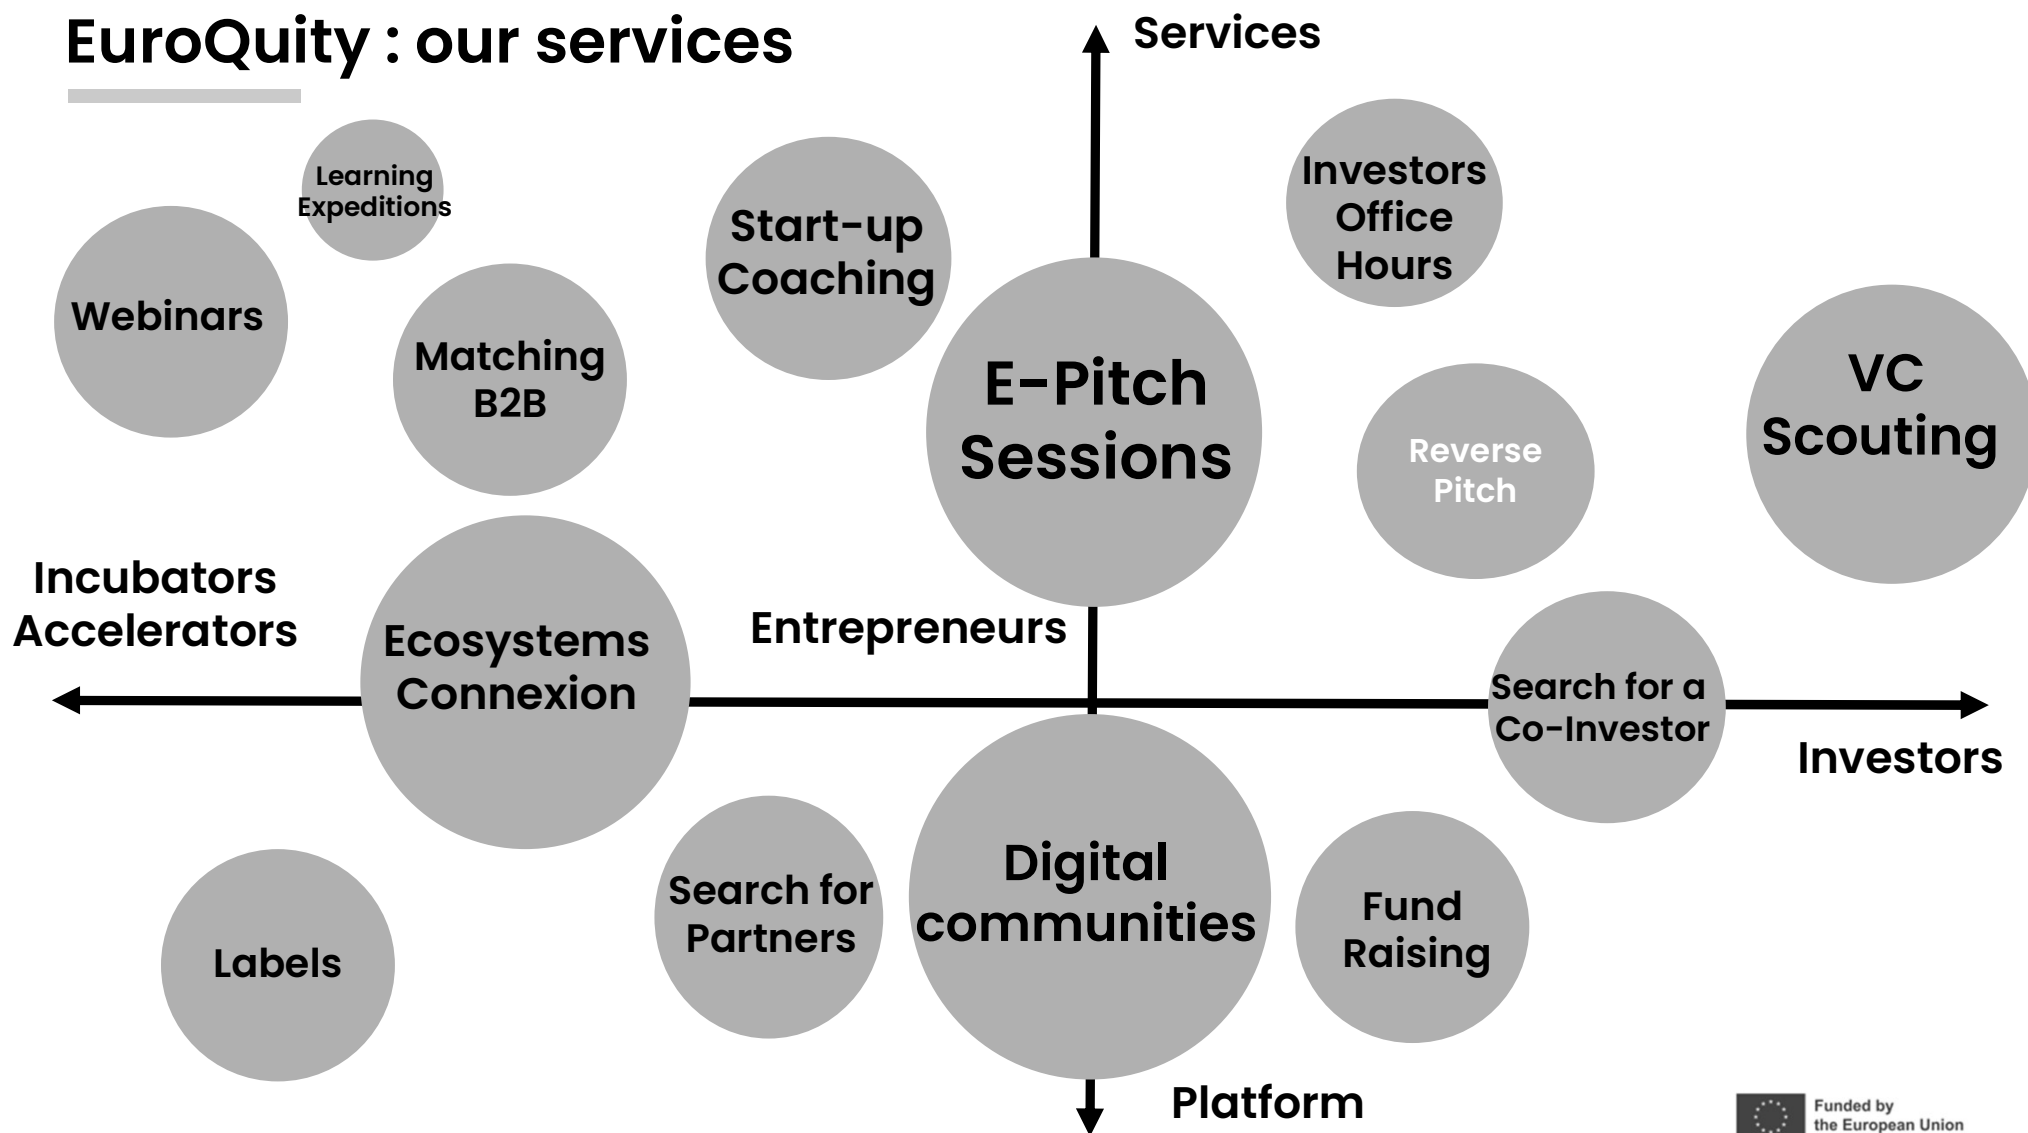 EuroQuity : our services
Services
Learning
Expeditions
Webinars
Matching
B2B
Start-up
Coaching
E-Pitch
Sessions
Investors
Office
Hours
Reverse
Pitch
VC
Scouting
Incubators
Accelerators
Ecosystems
Connexion
Entrepreneurs
Search for a
Co-Investor
Investors
Labels
Search for
Partners
Digital
communities
Fund
Raising
Platform
Funded by
the European Union